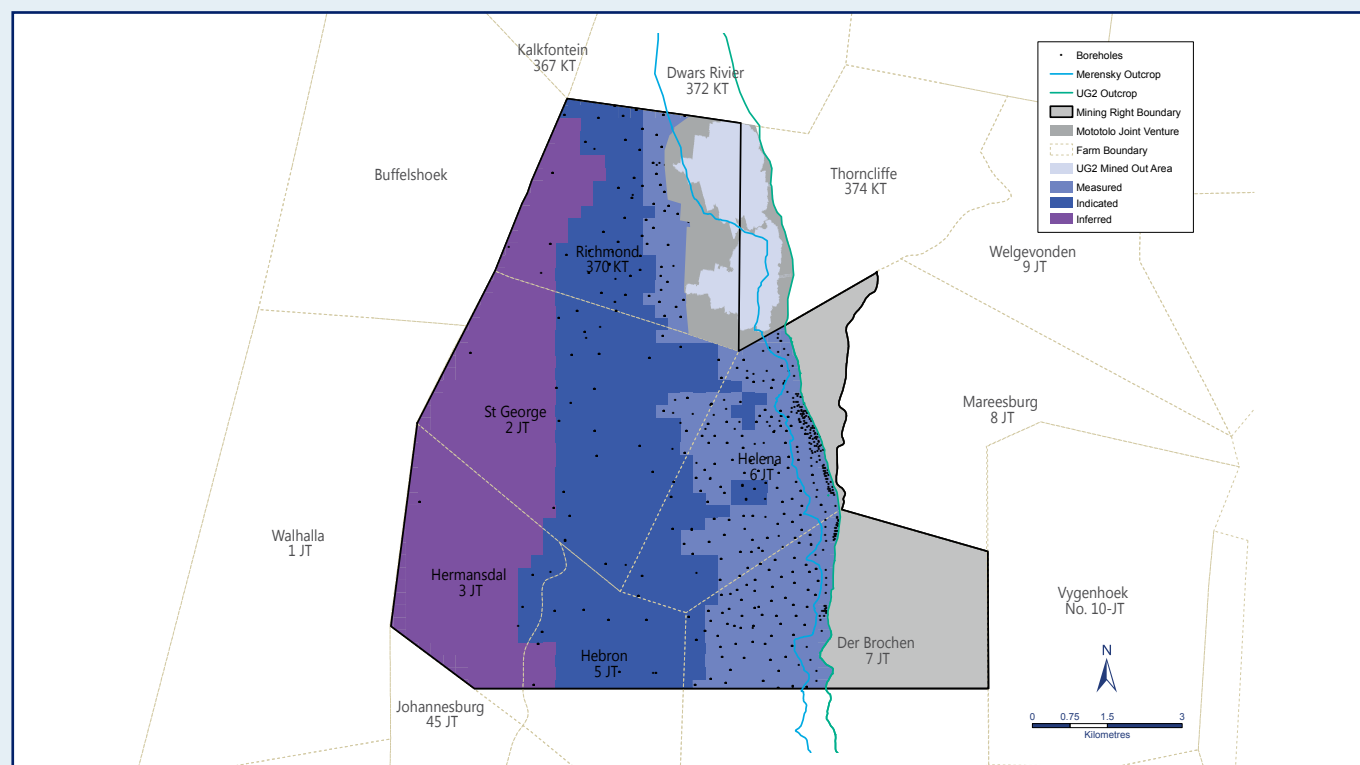 Kalkfontein
367 KT
Dwars Rivier
372 KT
Buffelshoek
Thorncliffe
374 KT
Richmond
370 KT
Welgevonden
9 JT
St George
2 JT
Mareesburg
8 JT
Helena
6 JT
Walhalla
1 JT
Hermansdal
3 JT
Vygenhoek
No. 10-JT
Hebron
5 JT
Der Brochen
7 JT
Johannesburg
45 JT
Boreholes
Merensky Outcrop
UG2 Outcrop
Mining Right Boundary
Mototolo Joint Venture
Farm Boundary
UG2 Mined Out Area
Measured
Indicated
Inferred
N
0 0.75 1.5 3
Kilometres